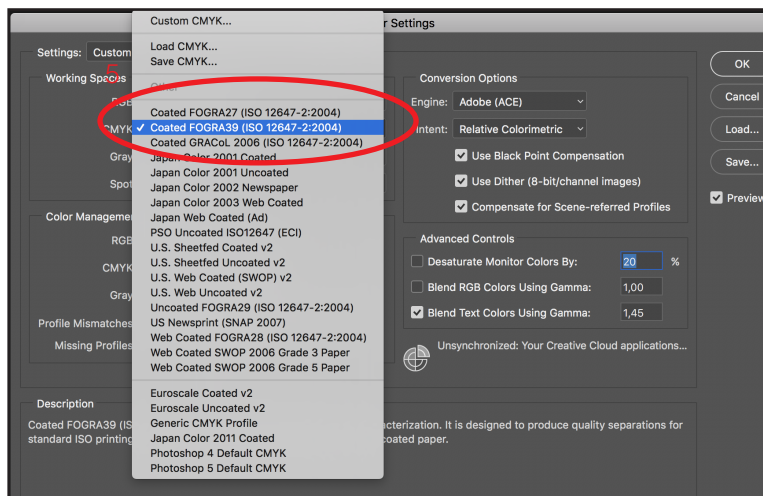 r Settings
Settings: Custom
5
Working Spaces
RGB
CMYK
Gray
Spot
Color Manageme
RGB
CMYK
Gray
Profile Mismatches
Missing Profiles
Custom CMYK...
Load CMYK...
Save CMYK...
Other
Coated FOGRA27 (ISO 12647-2:2004)
✓ Coated FOGRA39 (ISO 12647-2:2004)
Coated GRACoL 2006 (ISO 12647-2:2004)
Japan Color 2001 Coated
Japan Color 2001 Uncoated
Japan Color 2002 Newspaper
Japan Color 2003 Web Coated
Japan Web Coated (Ad)
PSO Uncoated ISO12647 (ECI)
U.S. Sheetfed Coated v2
U.S. Sheetfed Uncoated v2
U.S. Web Coated (SWOP) v2
U.S. Web Uncoated v2
Uncoated FOGRA29 (ISO 12647-2:2004)
US Newsprint (SNAP 2007)
Web Coated FOGRA28 (ISO 12647-2:2004)
Web Coated SWOP 2006 Grade 3 Paper
Web Coated SWOP 2006 Grade 5 Paper
Euroscale Coated v2
Euroscale Uncoated v2
Generic CMYK Profile
Japan Color 2011 Coated
Photoshop 4 Default CMYK
Photoshop 5 Default CMYK
Conversion Options
Engine: Adobe (ACE)
Intent: Relative Colorimetric
Use Black Point Compensation
Use Dither (8-bit/channel images)
Compensate for Scene-referred Profiles
Advanced Controls
Desaturate Monitor Colors By: 20 %
Blend RGB Colors Using Gamma: 1,00
Blend Text Colors Using Gamma: 1,45
Unsynchronized: Your Creative Cloud applications...
OK
Cancel
Load...
Save...
Preview
Description
Coated FOGRA39 (IS acterization. It is designed to produce quality separations for
standard ISO printing coated paper.